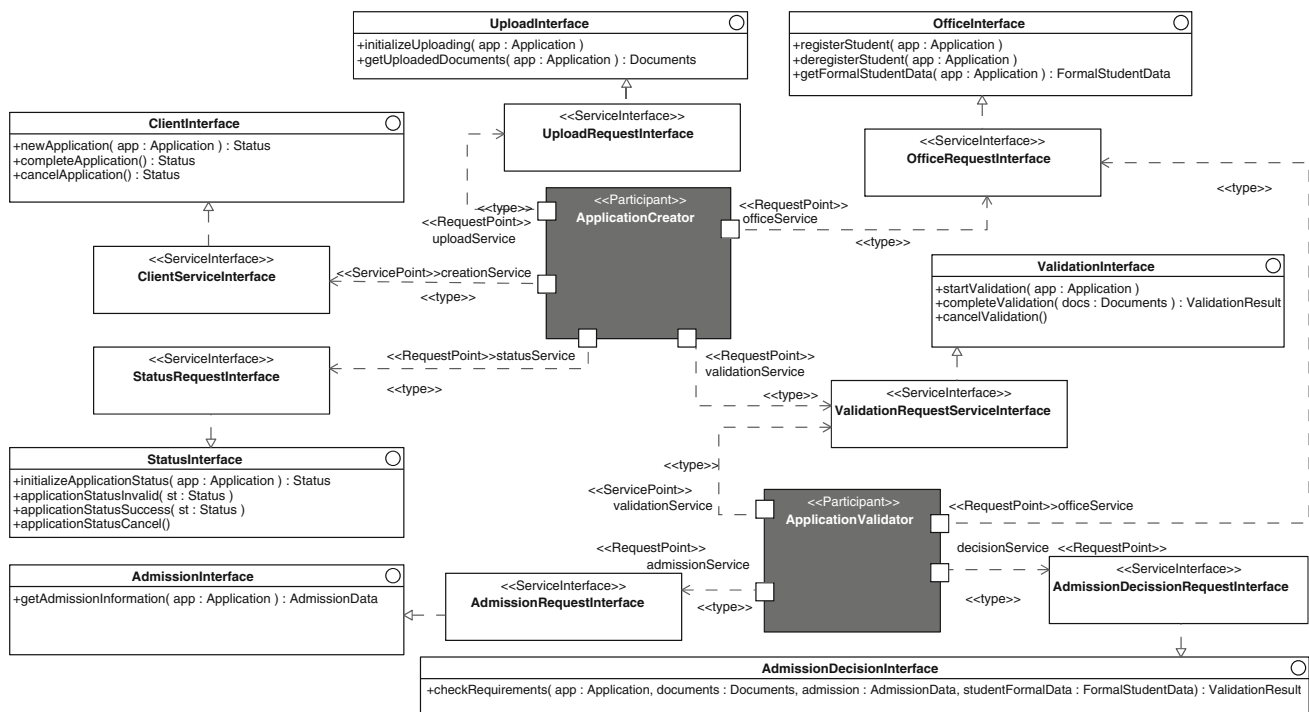 UploadInterface
+initializeUploading( app : Application )
+getUploadedDocuments( app : Application ) : Documents
OfficeInterface
+registerStudent( app : Application )
+deregisterStudent( app : Application )
+getFormalStudentData( app : Application ) : FormalStudentData
<<ServiceInterface>>
UploadRequestInterface
ClientInterface
+newApplication( app : Application ) : Status
+completeApplication() : Status
+cancelApplication() : Status
<<ServiceInterface>>
OfficeRequestInterface
<<type>>
<<type>>
<<RequestPoint>>
uploadService
<<Participant>>
ApplicationCreator
<<RequestPoint>>
officeService
<<type>>
<<ServiceInterface>>
ClientServiceInterface
<<ServicePoint>>creationService
<<type>>
ValidationInterface
+startValidation( app : Application )
+completeValidation( docs : Documents ) : ValidationResult
+cancelValidation()
<<ServiceInterface>>
StatusRequestInterface
<<RequestPoint>>statusService
<<type>>
<<RequestPoint>>
validationService
<<type>>
<<ServiceInterface>>
ValidationRequestServiceInterface
StatusInterface
+initializeApplicationStatus( app : Application ) : Status
+applicationStatusInvalid( st : Status )
+applicationStatusSuccess( st : Status )
+applicationStatusCancel()
<<type>>
<<ServicePoint>>
validationService
<<Participant>>
ApplicationValidator
<<RequestPoint>>officeService
<<RequestPoint>>
admissionService
decisionService <<RequestPoint>>
<<type>>
AdmissionInterface
+getAdmissionInformation( app : Application ) : AdmissionData
<<ServiceInterface>>
AdmissionRequestInterface
<<type>>
<<ServiceInterface>>
AdmissionDecissionRequestInterface
AdmissionDecisionInterface
+checkRequirements( app : Application, documents : Documents, admission : AdmissionData, studentFormalData : FormalStudentData) : ValidationResult